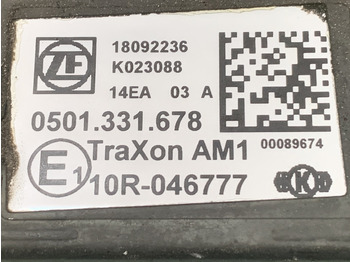 ZF
18092236
K023088
14EA 03 A
0501.331.678
TraXon AM1
00089674
E1
10R-046777
K